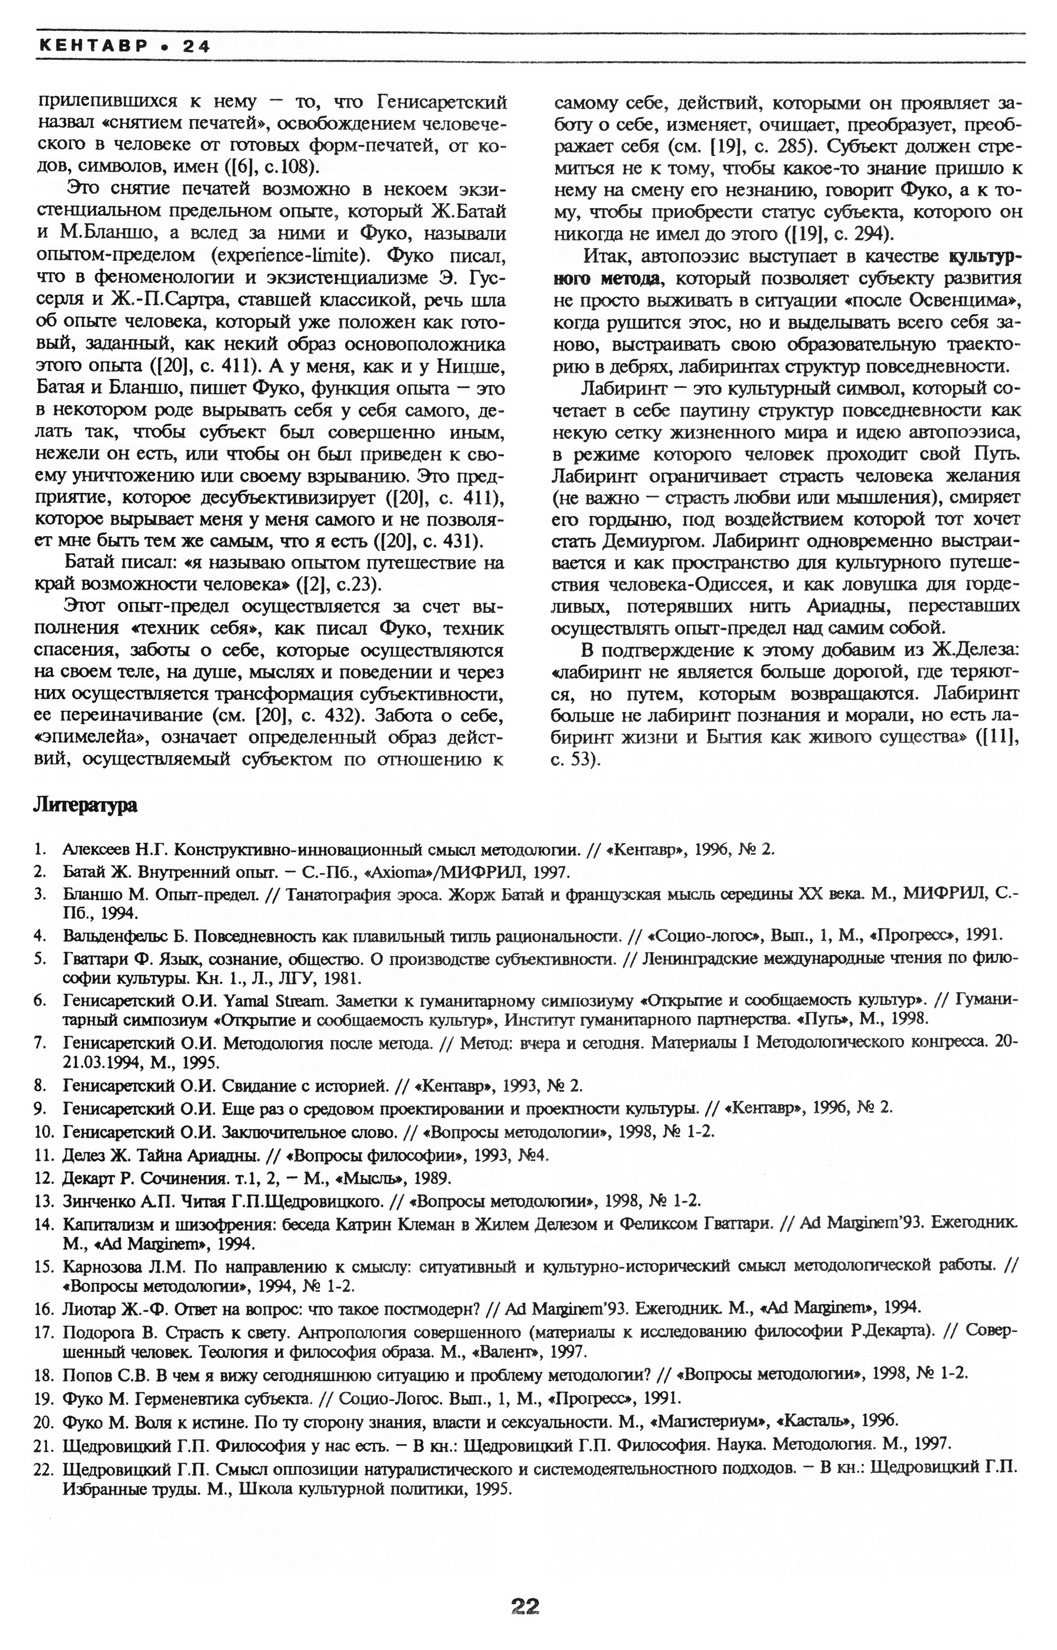 КЕНТАВР • 24
прилепившихся к нему — то, что Генисаретский
назвал «снятием печатей», освобождением человече-
ского в человеке от готовых форм-печатей, от ко-
дов, символов, имен ([6], с.108).
Это снятие печатей возможно в некоем экзи-
стенциальном предельном опыте, который Ж.Батай
и М.Бланшо, а вслед за ними и Фуко, называли
опытом-пределом (experience-limite). Фуко писал,
что в феноменологии и экзистенциализме Э. Гус-
серля и Ж.-П.Сартра, ставшей классикой, речь шла
об опыте человека, который уже положен как гото-
вый, заданный, как некий образ основоположника
этого опыта ([20], с. 411). А у меня, как и у Ницше,
Батая и Бланшо, пишет Фуко, функция опыта — это
в некотором роде вырывать себя у себя самого, де-
лать так, чтобы субъект был совершенно иным,
нежели он есть, или чтобы он был приведен к сво-
ему уничтожению или своему взрыванию. Это пред-
приятие, которое десубъективизирует ([20], с. 411),
которое вырывает меня у меня самого и не позволя-
ет мне быть тем же самым, что я есть ([20], с. 431).
Батай писал: «я называю опытом путешествие на
край возможности человека» ([2], с.23).
Этот опыт-предел осуществляется за счет вы-
полнения «техник себя», как писал Фуко, техник
спасения, заботы о себе, которые осуществляются
на своем теле, на душе, мыслях и поведении и через
них осуществляется трансформация субъективности,
ее переиначивание (см. [20], с. 432). Забота о себе,
«эпимелейа», означает определенный образ дейст-
вий, осуществляемый субъектом по отношению к
самому себе, действий, которыми он проявляет за-
боту о себе, изменяет, очищает, преобразует, преоб-
ражает себя (см. [19], с. 285). Субъект должен стре-
миться не к тому, чтобы какое-то знание пришло к
нему на смену его незнанию, говорит Фуко, а к то-
му, чтобы приобрести статус субъекта, которого он
никогда не имел до этого ([19], с. 294).
Итак, автопоэзис выступает в качестве культур-
ного метода, который позволяет субъекту развития
не просто выживать в ситуации «после Освенцима»,
когда рушится этос, но и выделывать всего себя за-
ново, выстраивать свою образовательную траекто-
рию в дебрях, лабиринтах структур повседневности.
Лабиринт — это культурный символ, который со-
четает в себе паутину структур повседневности как
некую сетку жизненного мира и идею автопоэзиса,
в режиме которого человек проходит свой Путь.
Лабиринт ограничивает страсть человека желания
(не важно — страсть любви или мышления), смиряет
его гордыню, под воздействием которой тот хочет
стать Демиургом. Лабиринт одновременно выстраи-
вается и как пространство для культурного путеше-
ствия человека-Одиссея, и как ловушка для горде-
ливых, потерявших нить Ариадны, переставших
осуществлять опыт-предел над самим собой.
В подтверждение к этому добавим из Ж.Делеза:
«лабиринт не является больше дорогой, где теряют-
ся, но путем, которым возвращаются. Лабиринт
больше не лабиринт познания и морали, но есть ла-
биринт жизни и Бытия как живого существа» ([11],
с. 53).
Литература
1. Алексеев Н.Г. Конструктивно-инновационный смысл методологии. // «Кентавр», 1996, № 2.
2. Батай Ж. Внутренний опыт. — С.-Пб., «Axioma»/МИФРИЛ, 1997.
3. Бланшо М. Опыт-предел. // Танатография эроса. Жорж Батай и французская мысль середины XX века. М., МИФРИЛ, С.-
Пб., 1994.
4. Вальденфельс Б. Повседневность как плавильный тигль рациональности. // «Социо-логос», Вып., 1, М., «Прогресс», 1991.
5. Гваттари Ф. Язык, сознание, общество. О производстве субъективности. // Ленинградские международные чтения по фило-
софии культуры. Кн. 1., Л., ЛГУ, 1981.
6. Генисаретский О.И. Yamal Stream. Заметки к гуманитарному симпозиуму «Открытие и сообщаемость культур». // Гумани-
тарный симпозиум «Открытие и сообщаемость культур», Институт гуманитарного партнерства. «Путь», М., 1998.
7. Генисаретский О.И. Методология после метода. // Метод: вчера и сегодня. Материалы I Методологического конгресса. 20-
21.03.1994, М., 1995.
8. Генисаретский О.И. Свидание с историей. // «Кентавр», 1993, № 2.
9. Генисаретский О.И. Еще раз о средовом проектировании и проектности культуры. // «Кентавр», 1996, № 2.
10. Генисаретский О.И. Заключительное слово. // «Вопросы методологии», 1998, № 1-2.
11. Делез Ж. Тайна Ариадны. // «Вопросы философии», 1993, №4.
12. Декарт Р. Сочинения. т.1, 2, — М., «Мысль», 1989.
13. Зинченко А.П. Читая Г.П.Щедровицкого. // «Вопросы методологии», 1998, № 1-2.
14. Капитализм и шизофрения: беседа Катрин Клеман в Жилем Делезом и Феликсом Гваттари. // Ad Marginem'93. Ежегодник.
М., «Ad Marginem», 1994.
15. Карнозова Л.М. По направлению к смыслу: ситуативный и культурно-исторический смысл методологической работы. //
«Вопросы методологии», 1994, № 1-2.
16. Лиотар Ж.-Ф. Ответ на вопрос: что такое постмодерн? // Ad Marginem'93. Ежегодник. М., «Ad Marginem», 1994.
17. Подорога В. Страсть к свету. Антропология совершенного (материалы к исследованию философии Р.Декарта). // Совер-
шенный человек. Теология и философия образа. М., «Валент», 1997.
18. Попов С.В. В чем я вижу сегодняшнюю ситуацию и проблему методологии? // «Вопросы методологии», 1998, № 1-2.
19. Фуко М. Герменевтика субъекта. // Социо-Логос. Вып., 1, М., «Прогресс», 1991.
20. Фуко М. Воля к истине. По ту сторону знания, власти и сексуальности. М., «Магистериум», «Касталь», 1996.
21. Щедровицкий Г.П. Философия у нас есть. — В кн.: Щедровицкий Г.П. Философия. Наука. Методология. М., 1997.
22. Щедровицкий Г.П. Смысл оппозиции натуралистического и системодеятельностного подходов. — В кн.: Щедровицкий Г.П.
Избранные труды. М., Школа культурной политики, 1995.
22